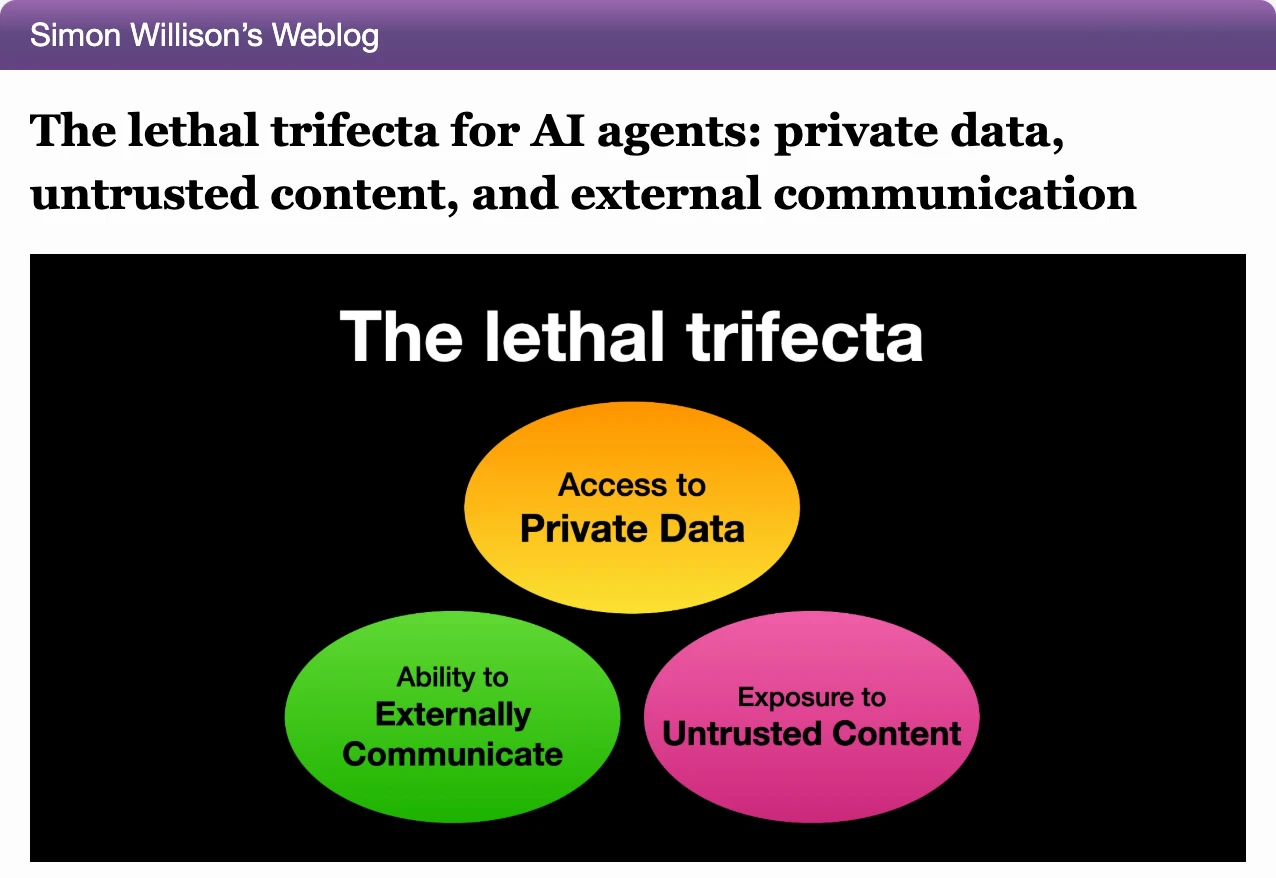 Simon Willison’s Weblog
The lethal trifecta for AI agents: private data,
untrusted content, and external communication
The lethal trifecta
Access to
Private Data
Ability to
Externally
Communicate
Exposure to
Untrusted Content